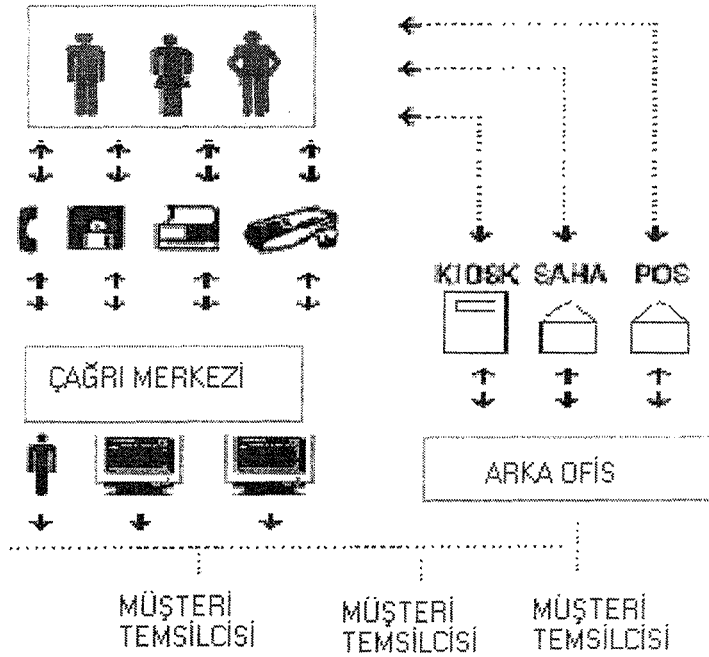 KIOSK SAHA POS
ÇAĞRI MERKEZİ
ARKA OFİS
MÜŞTERİ
TEMSİLCİSİ
MÜŞTERİ
TEMSİLCİSİ
MÜŞTERİ
TEMSİLCİSİ